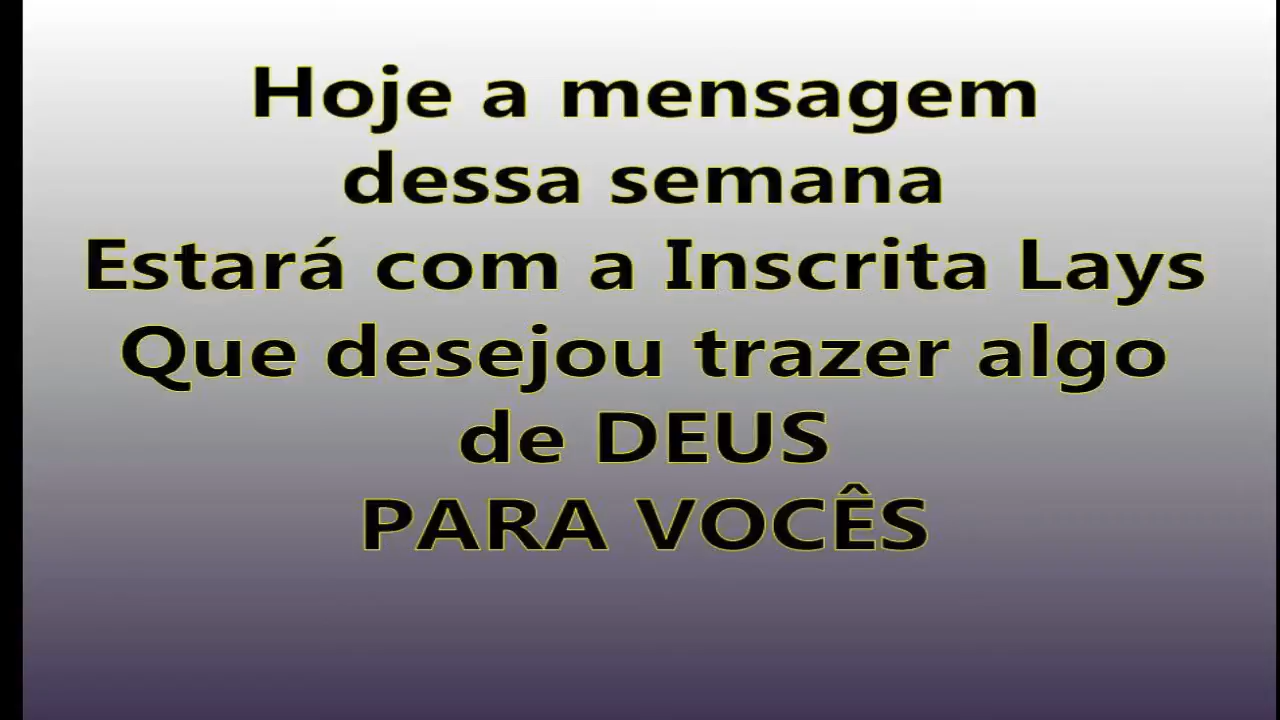 Hoje a mensagem
dessa semana
Estará com a Inscrita Lays
Que desejou trazer algo
de DEUS
PARA VOCÊS